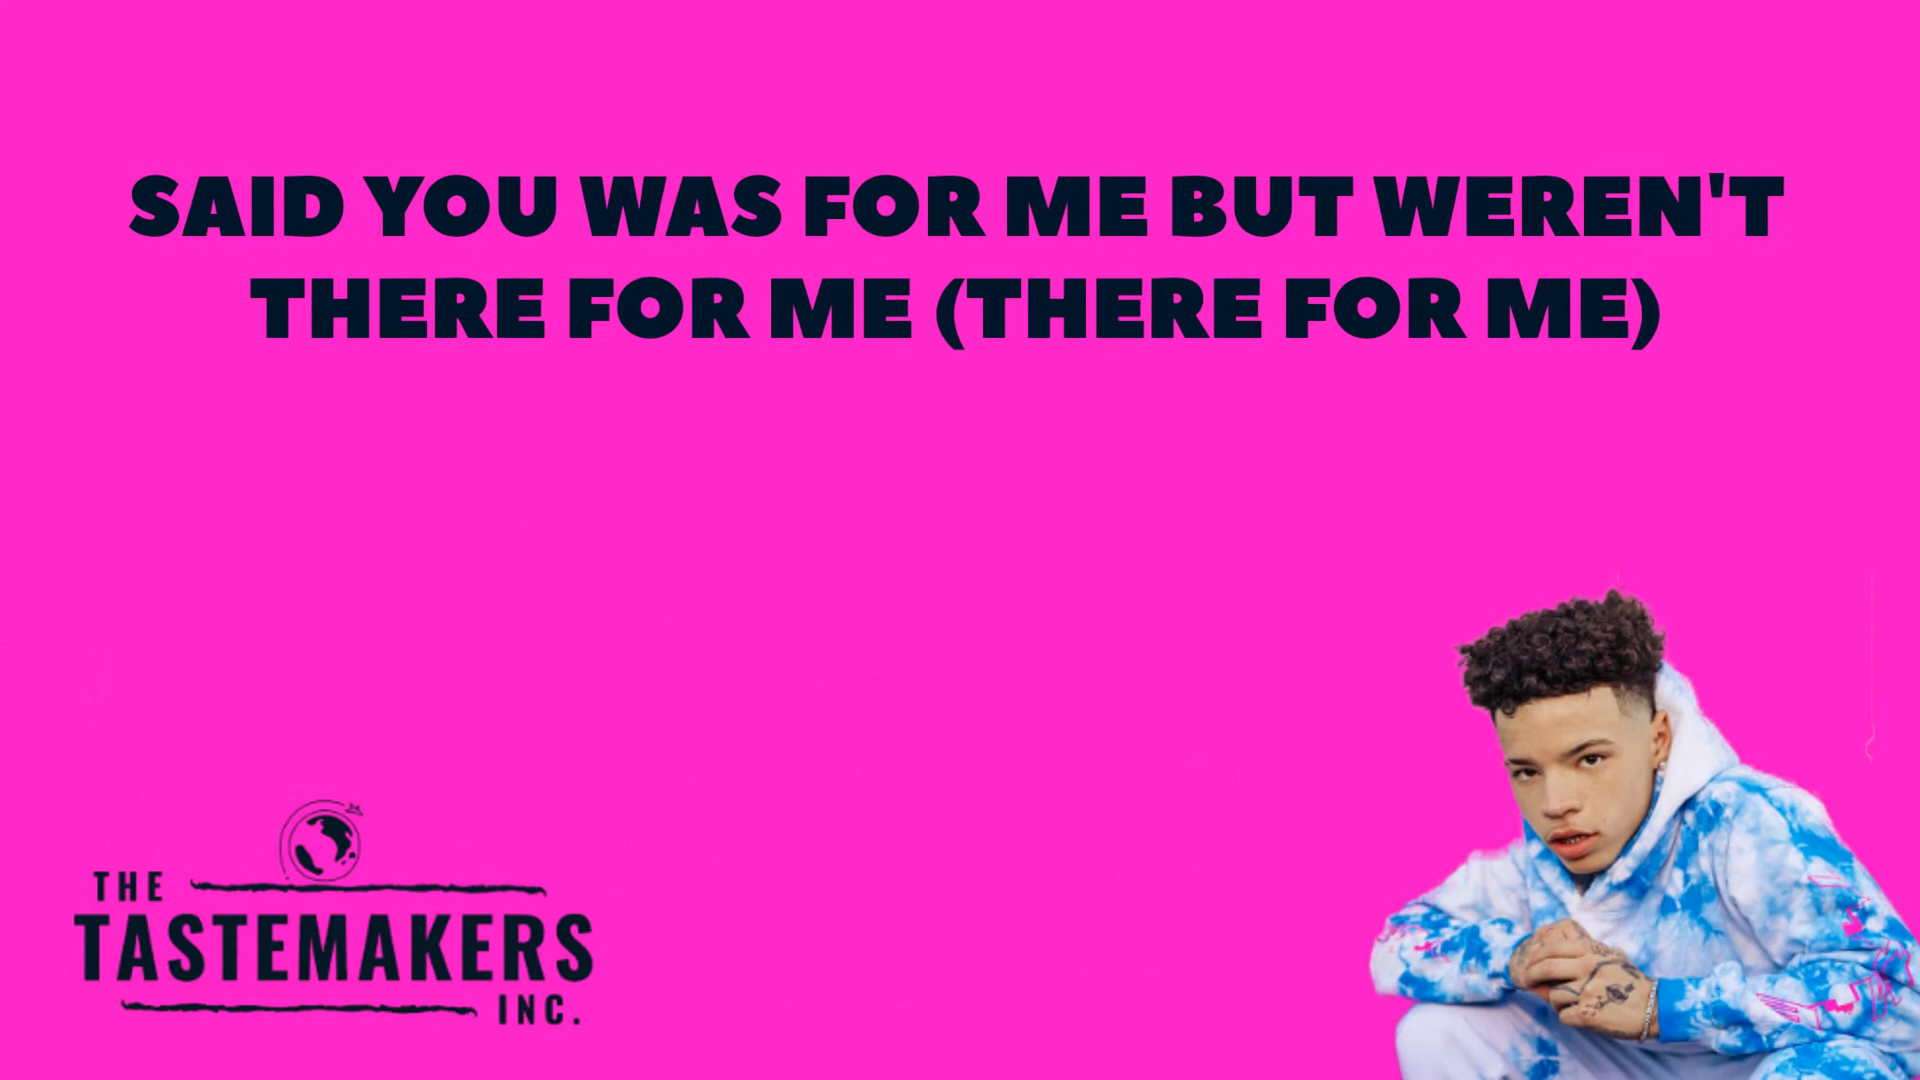 SAID YOU WAS FOR ME BUT WEREN'T
THERE FOR ME (THERE FOR ME)
THE
TASTEMAKERS
INC.